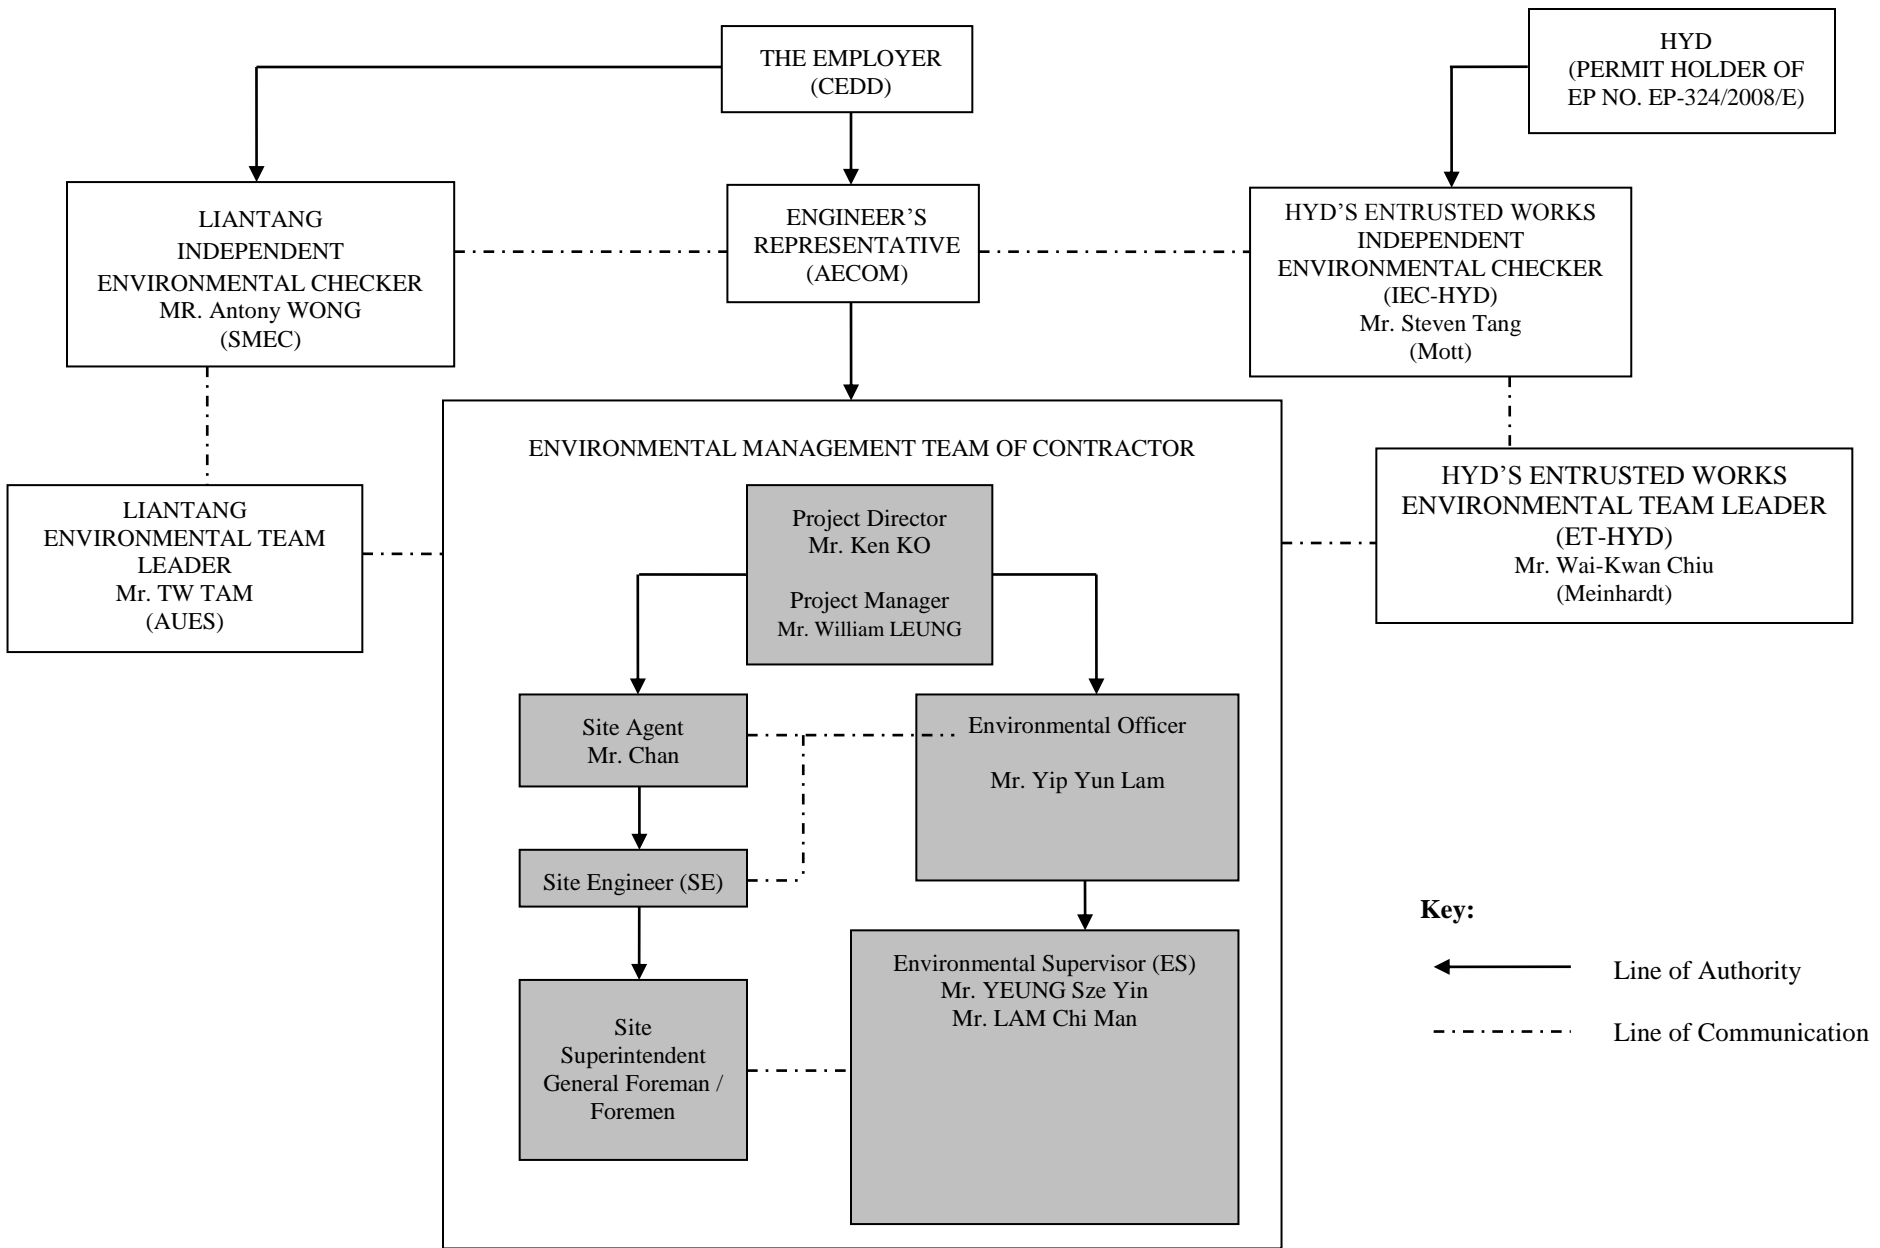 THE EMPLOYER
(CEDD)
HYD
(PERMIT HOLDER OF
EP NO. EP-324/2008/E)
LIANTANG
INDEPENDENT
ENVIRONMENTAL CHECKER
MR. Antony WONG
(SMEC)
ENGINEER’S
REPRESENTATIVE
(AECOM)
HYD’S ENTRUSTED WORKS
INDEPENDENT
ENVIRONMENTAL CHECKER
(IEC-HYD)
Mr. Steven Tang
(Mott)
ENVIRONMENTAL MANAGEMENT TEAM OF CONTRACTOR
LIANTANG
ENVIRONMENTAL TEAM
LEADER
Mr. TW TAM
(AUES)
Project Director
Mr. Ken KO
Project Manager
Mr. William LEUNG
HYD’S ENTRUSTED WORKS
ENVIRONMENTAL TEAM LEADER
(ET-HYD)
Mr. Wai-Kwan Chiu
(Meinhardt)
Site Agent
Mr. Chan
Environmental Officer
Mr. Yip Yun Lam
Site Engineer (SE)
Site
Superintendent
General Foreman /
Foremen
Environmental Supervisor (ES)
Mr. YEUNG Sze Yin
Mr. LAM Chi Man
Key:
Line of Authority
Line of Communication